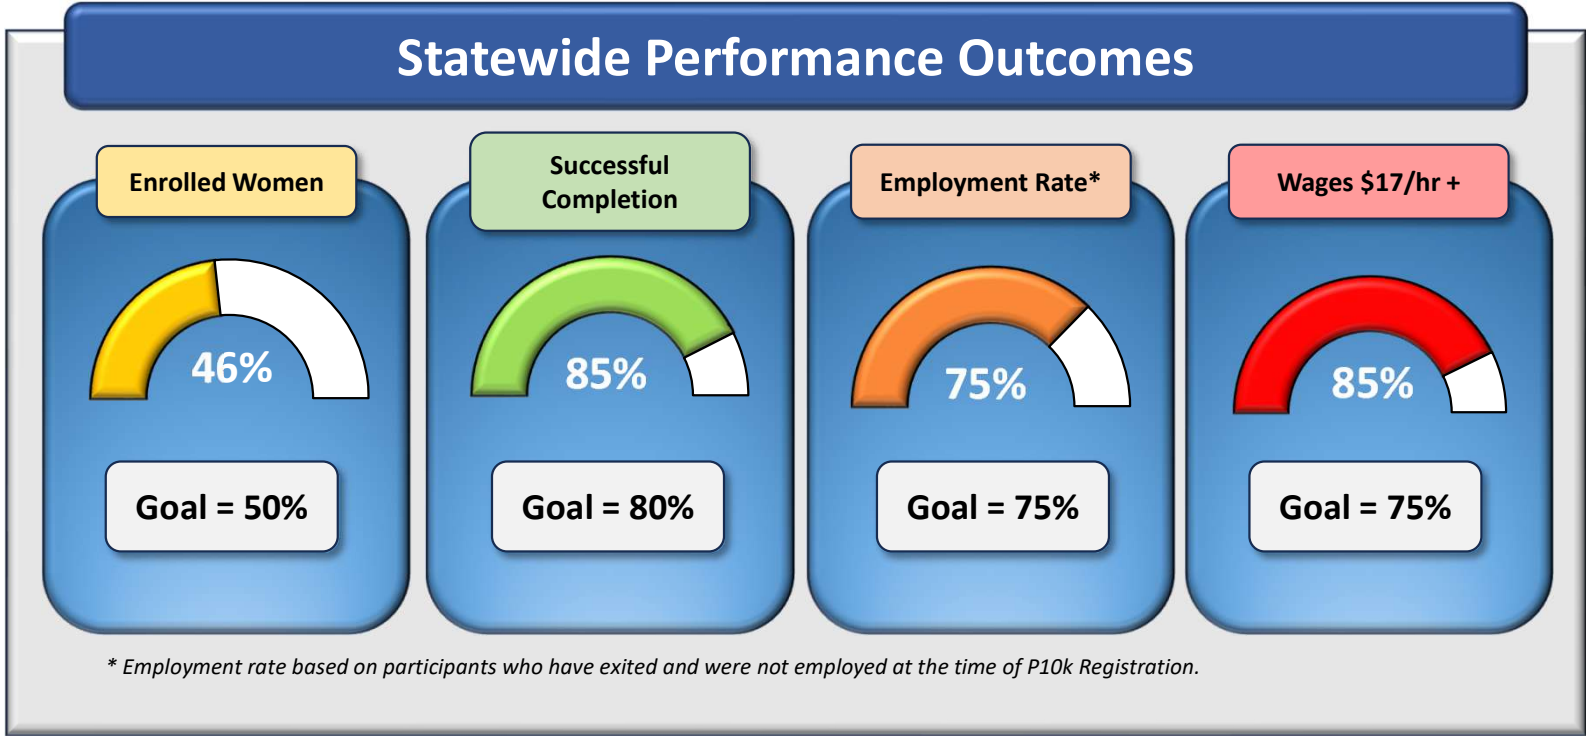 Statewide Performance Outcomes
Enrolled Women
Successful
Completion
Employment Rate*
Wages $17/hr +
46%
85%
75%
85%
Goal = 50%
Goal = 80%
Goal = 75%
Goal = 75%
* Employment rate based on participants who have exited and were not employed at the time of P10k Registration.